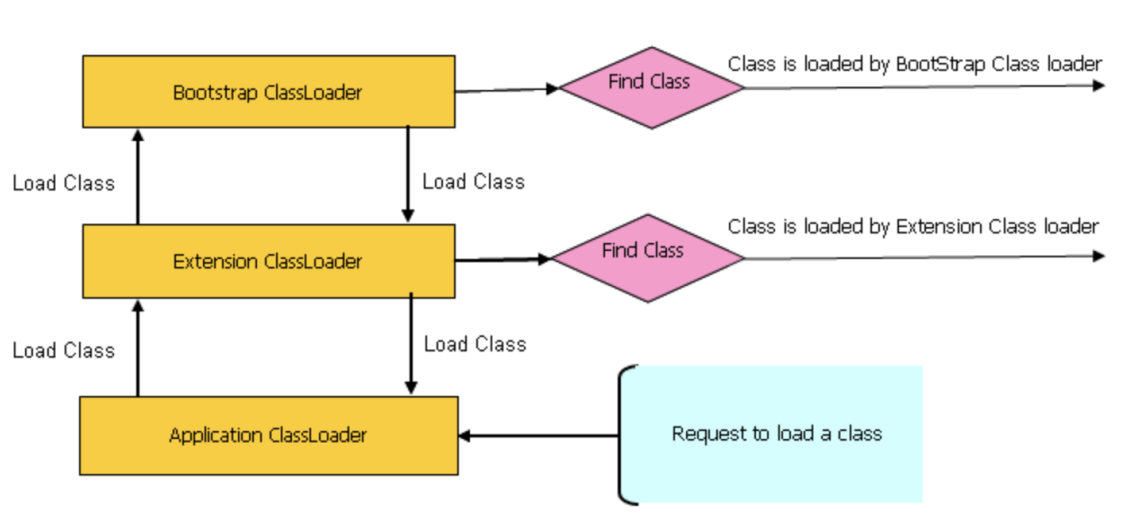 Class is loaded by BootStrap Class loader
Bootstrap ClassLoader
Find Class
Load Class
Load Class
Class is loaded by Extension Class loader
Extension ClassLoader
Find Class
Load Class
Load Class
Application ClassLoader
Request to load a class